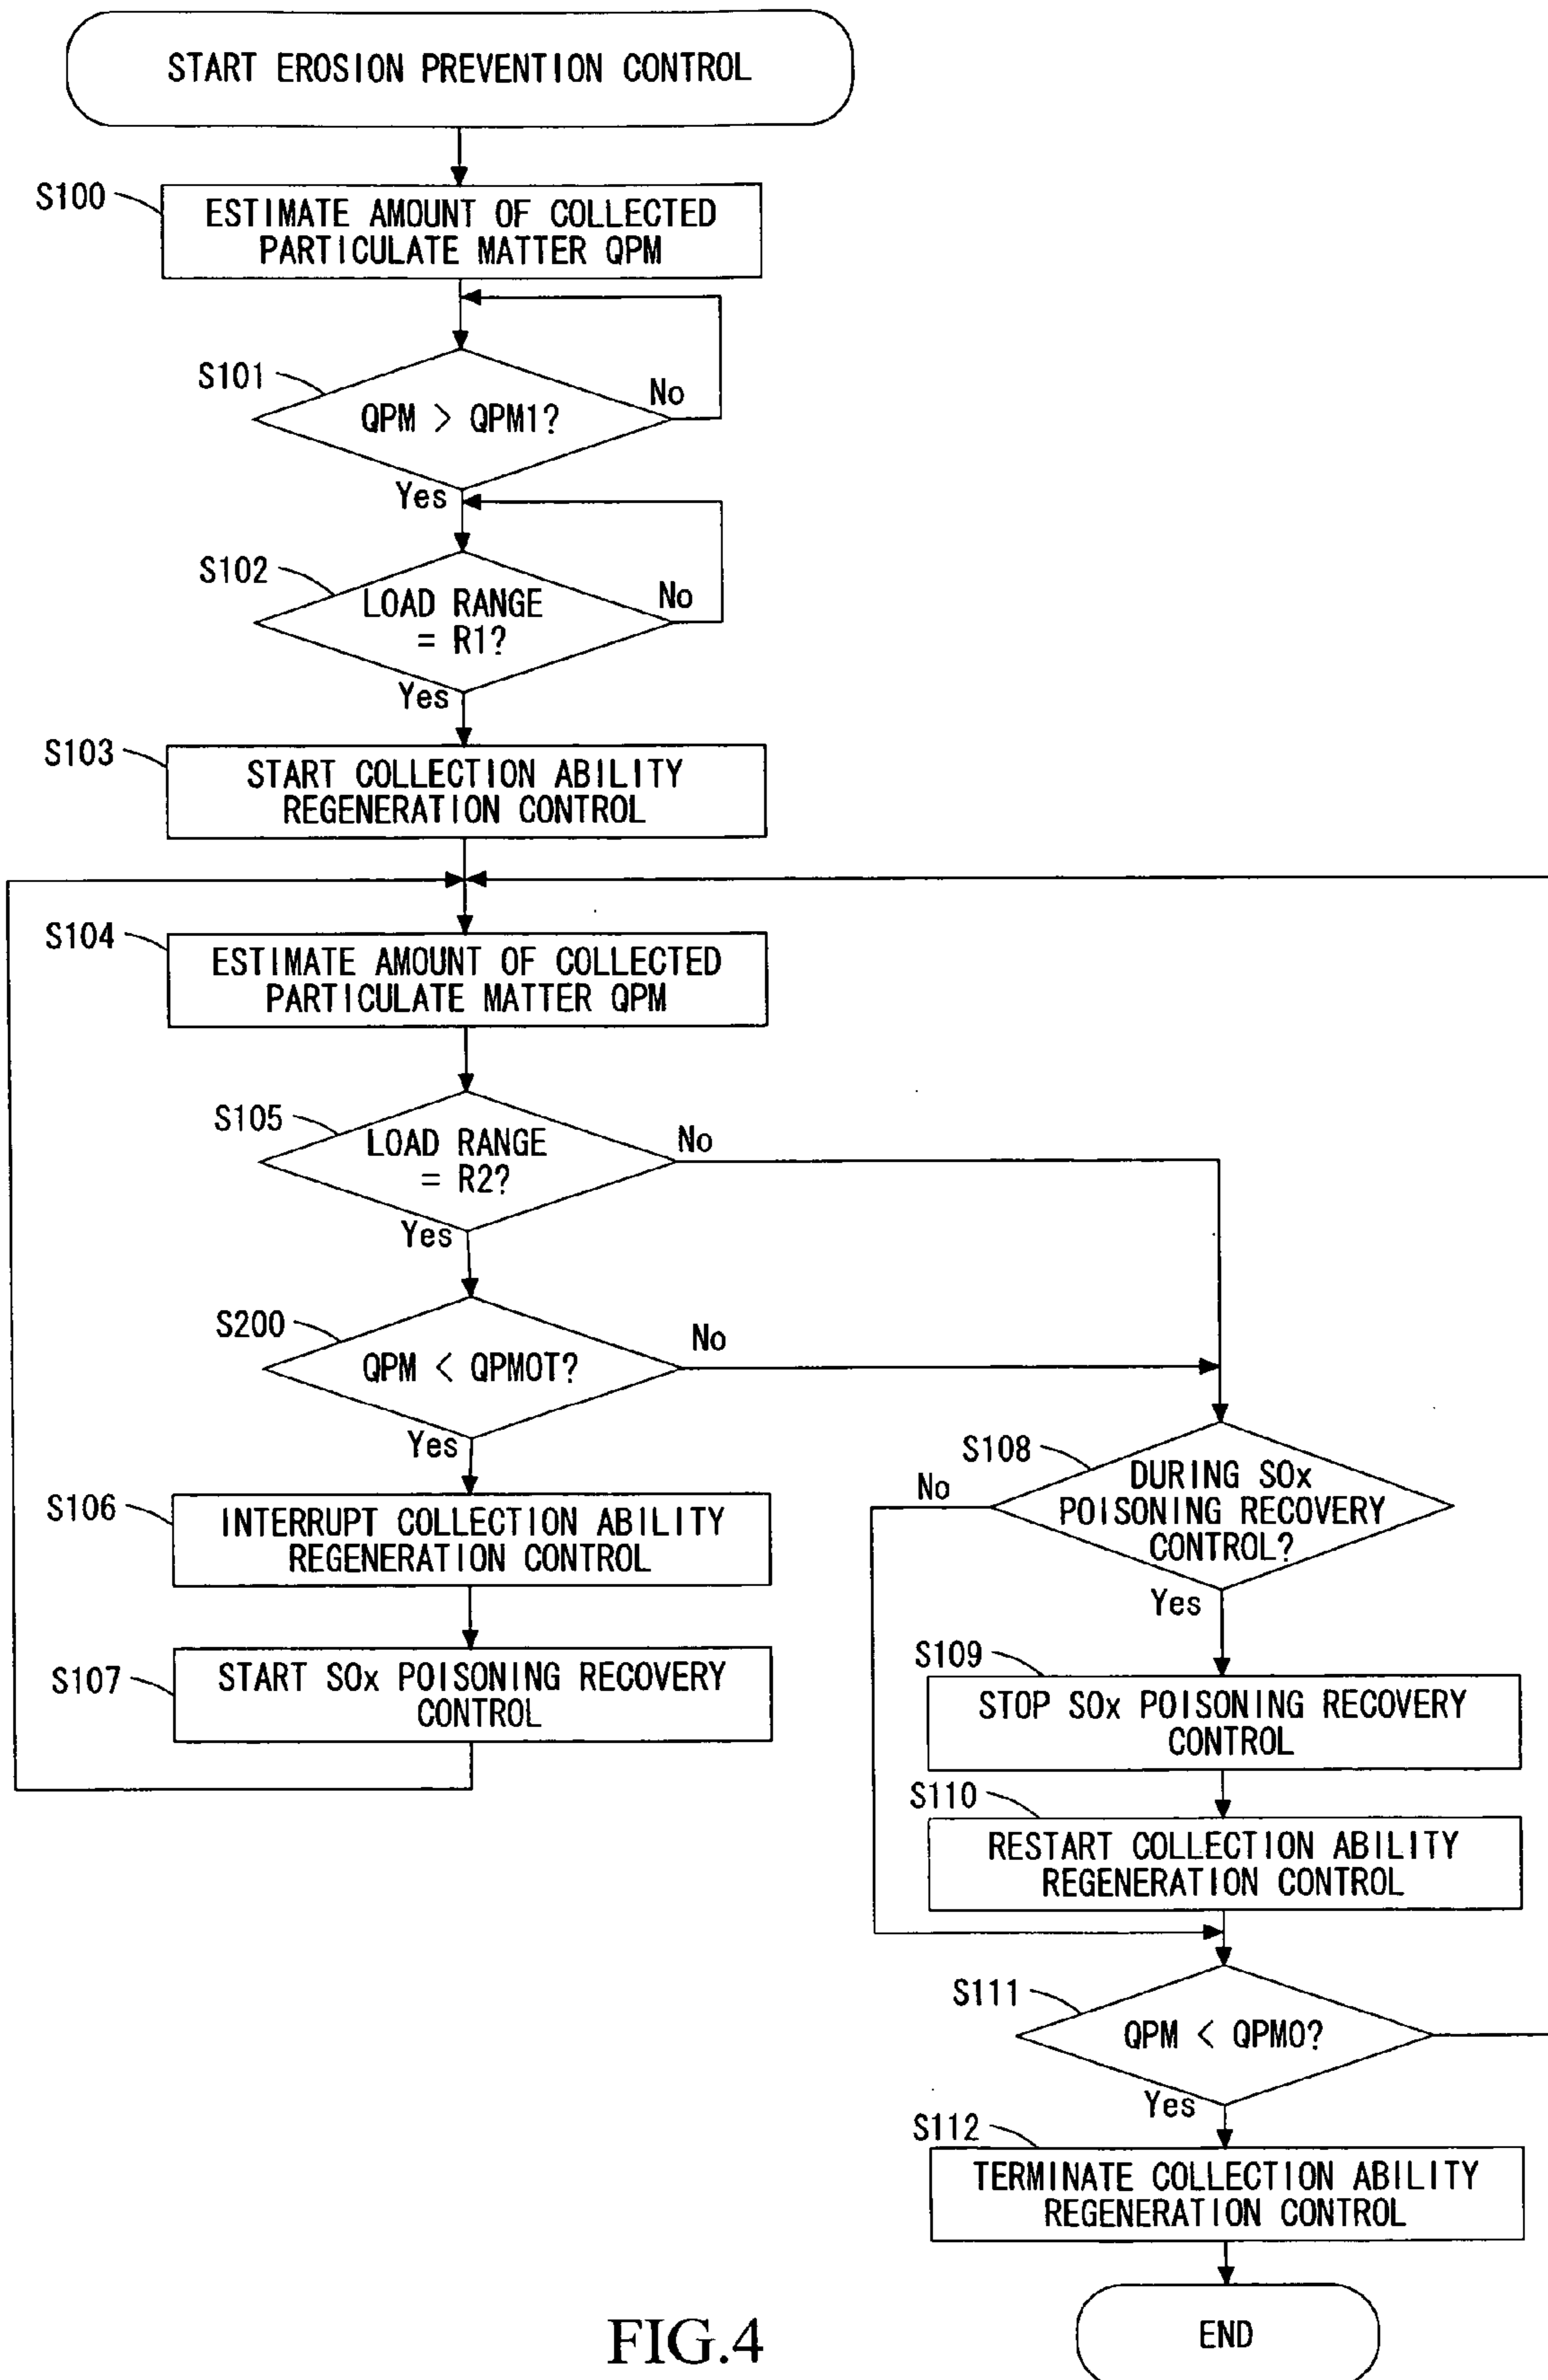 START EROSION PREVENTION CONTROL
S100
ESTIMATE AMOUNT OF COLLECTED
PARTICULATE MATTER QPM
S101
QPM > QPM1?
No
Yes
S102
LOAD RANGE
= R1?
No
Yes
S103
START COLLECTION ABILITY
REGENERATION CONTROL
S104
ESTIMATE AMOUNT OF COLLECTED
PARTICULATE MATTER QPM
S105
LOAD RANGE
= R2?
No
Yes
S200
QPM < QPM0T?
No
Yes
S106
INTERRUPT COLLECTION ABILITY
REGENERATION CONTROL
S107
START SOx POISONING RECOVERY
CONTROL
S108
DURING SOx
POISONING RECOVERY
CONTROL?
No
Yes
S109
STOP SOx POISONING RECOVERY
CONTROL
S110
RESTART COLLECTION ABILITY
REGENERATION CONTROL
S111
QPM < QPM0?
Yes
S112
TERMINATE COLLECTION ABILITY
REGENERATION CONTROL
END
FIG.4